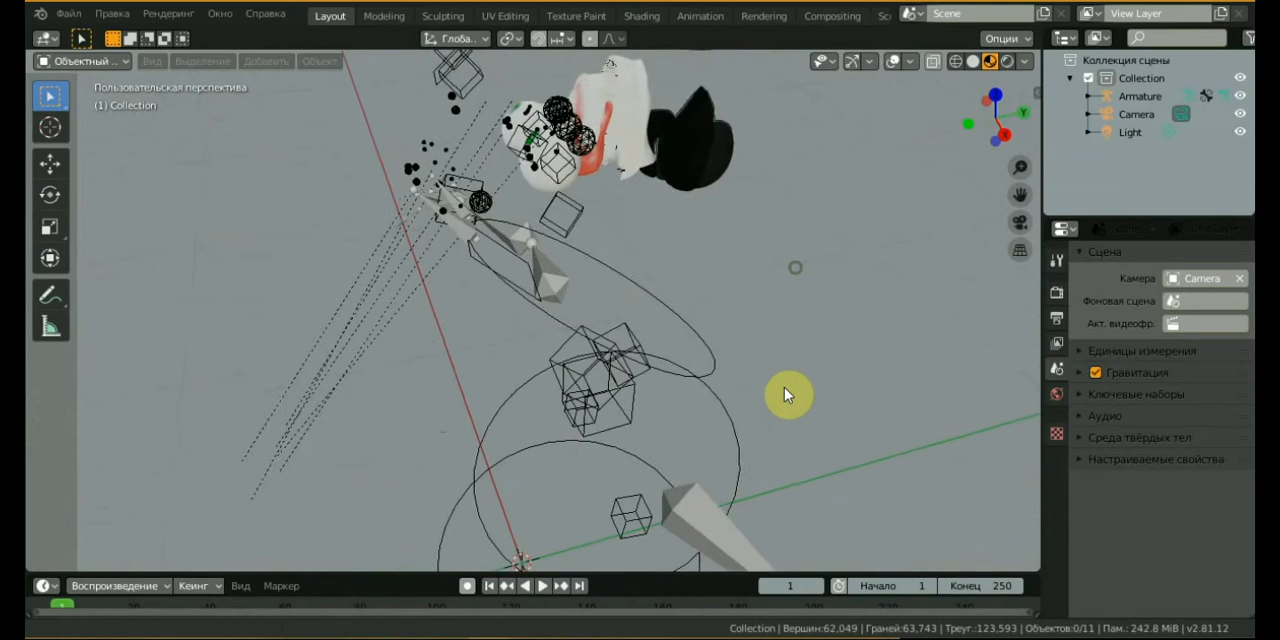 Файл Правка Рендеринг Окно Справка Layout Modeling Sculpting UV Editing Texture Paint Shading Animation Rendering Compositing Sc Scene View Layer
Глоба.. Опции
Объектный .. Вид Выделение Добавить Объект
Пользовательская перспектива
(1) Collection
Коллекция сцены
Collection
Armature
Camera
Light
Сцена
Камера Camera
Фоновая сцена
Акт. видеофр.
Единицы измерения
Гравитация
Ключевые наборы
Аудио
Среда твёрдых тел
Настраиваемые свойства
Воспроизведение Кеинг Вид Маркер 1 Начало 1 Конец 250
1
Collection | Вершин:62,049 | Граней:63,743 | Треуг.:123,593 | Объектов:0/11 | Пам.: 242.8 MiB | v2.81.12